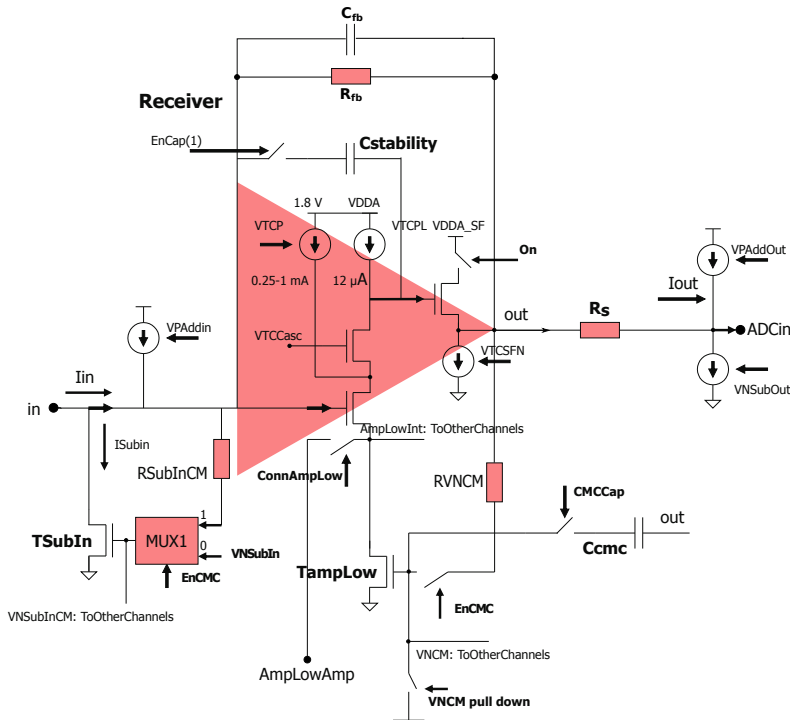 Cfb
Rfb
Receiver
EnCap(1)
Cstability
1.8 V
VDDA
VTCP
VTCPL
VDDA_SF
On
0.25-1 mA
12 µA
VPAddOut
Iout
out
Rs
ADCin
VPAddin
VTCCasc
VTCSFN
VNSubOut
Iin
in
ISubin
AmpLowInt: ToOtherChannels
RSubInCM
ConnAmpLow
RVNCM
CMCCap
out
1
TSubIn
MUX1
0
VNSubIn
Ccmc
TampLow
EnCMC
EnCMC
VNSubInCM: ToOtherChannels
VNCM: ToOtherChannels
AmpLowAmp
VNCM pull down